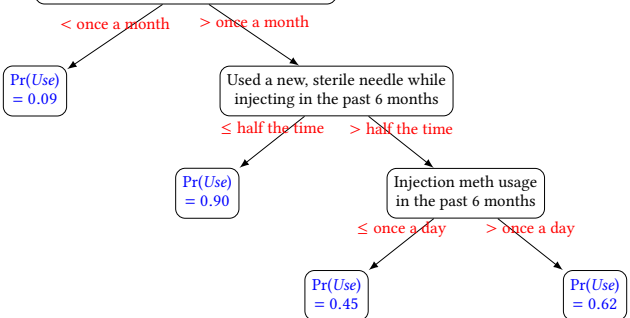 < once a month
> once a month
Pr(Use)
= 0.09
Used a new, sterile needle while
injecting in the past 6 months
≤ half the time
> half the time
Pr(Use)
= 0.90
Injection meth usage
in the past 6 months
≤ once a day
> once a day
Pr(Use)
= 0.45
Pr(Use)
= 0.62